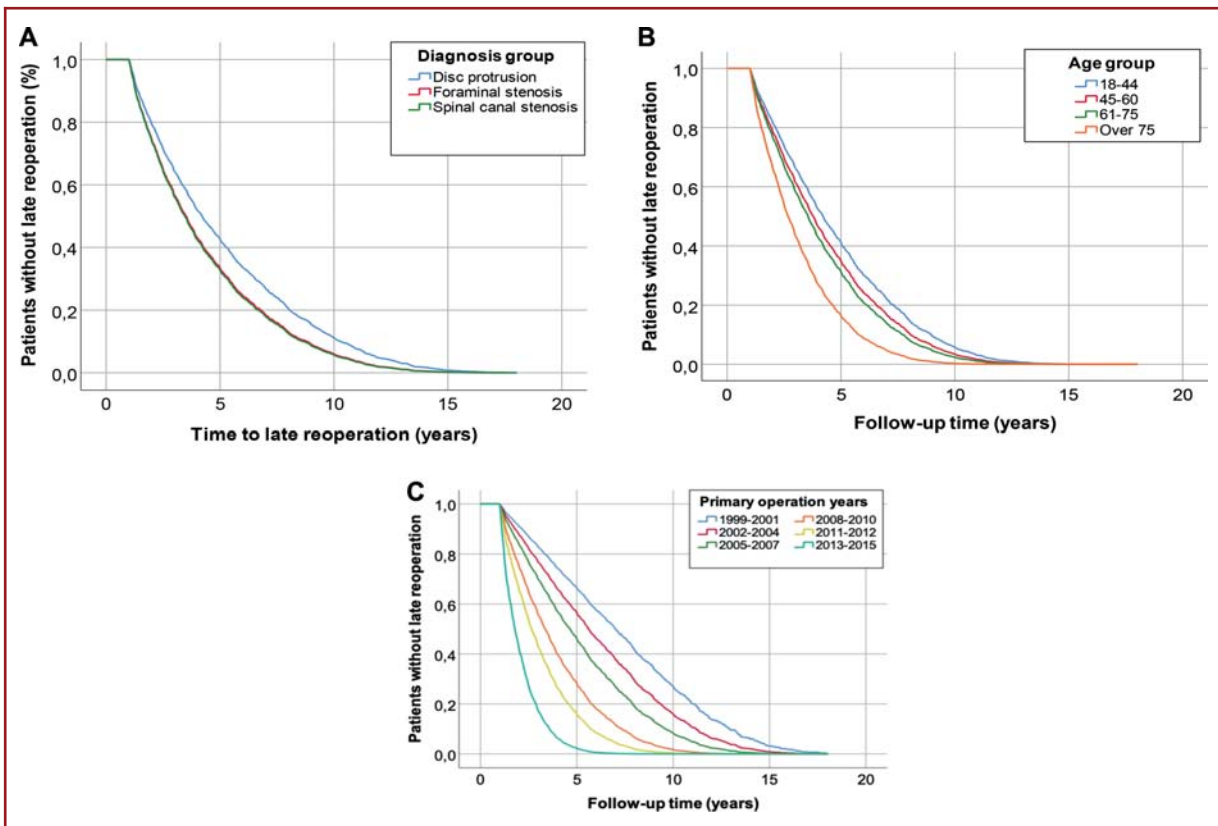 A
Patients without late reoperation (%)
1,0
0,8
0,6
0,4
0,2
0,0
0 5 10 15 20
Time to late reoperation (years)
Diagnosis group
Disc protrusion
Foraminal stenosis
Spinal canal stenosis
B
Patients without late reoperation
1,0
0,8
0,6
0,4
0,2
0,0
0 5 10 15 20
Follow-up time (years)
Age group
18-44
45-60
61-75
Over 75
C
Patients without late reoperation
1,0
0,8
0,6
0,4
0,2
0,0
0 5 10 15 20
Follow-up time (years)
Primary operation years
1999-2001 2008-2010
2002-2004 2011-2012
2005-2007 2013-2015